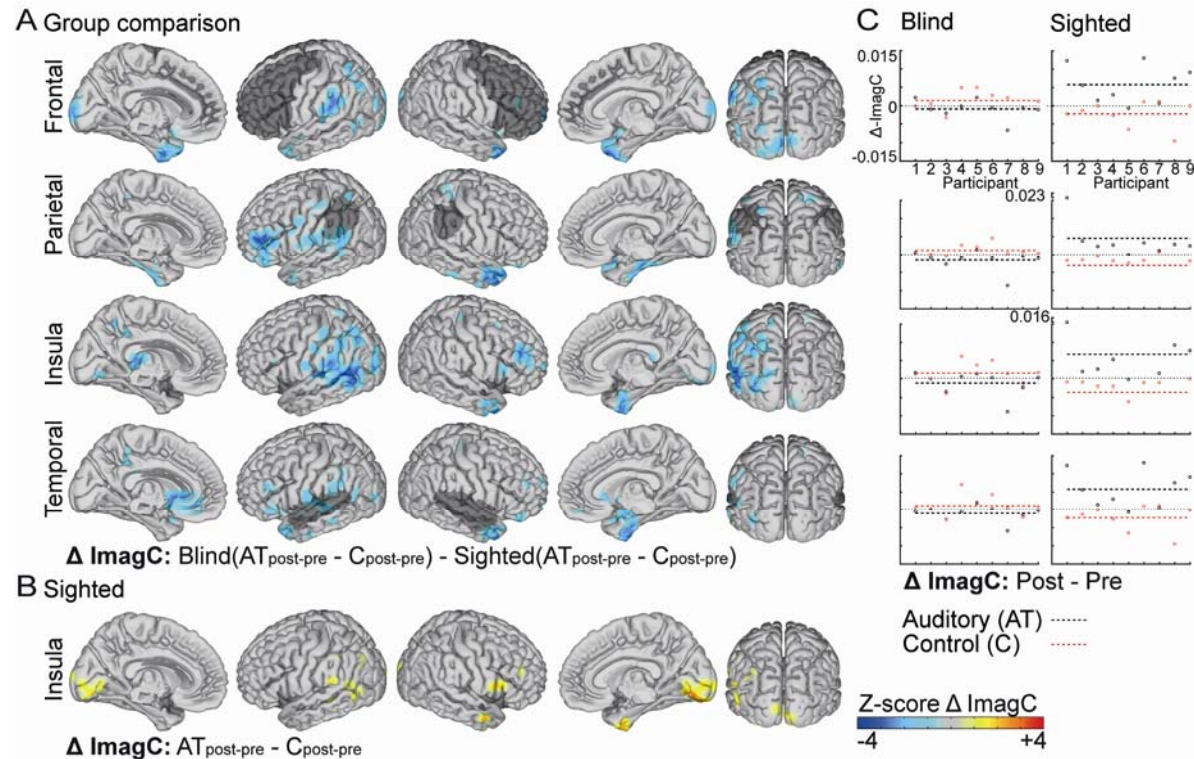 A Group comparison
Frontal
Parietal
Insula
Temporal
Δ ImagC: Blind(ATpost-pre - Cpost-pre) - Sighted(ATpost-pre - Cpost-pre)
B Sighted
Insula
Δ ImagC: ATpost-pre - Cpost-pre
C Blind Sighted
0.015
Δ-ImagC
0
-0.015
1 2 3 4 5 6 7 8 9 1 2 3 4 5 6 7 8 9
Participant Participant
0.023
0.016
Δ ImagC: Post - Pre
Auditory (AT)
Control (C)
Z-score Δ ImagC
-4 +4